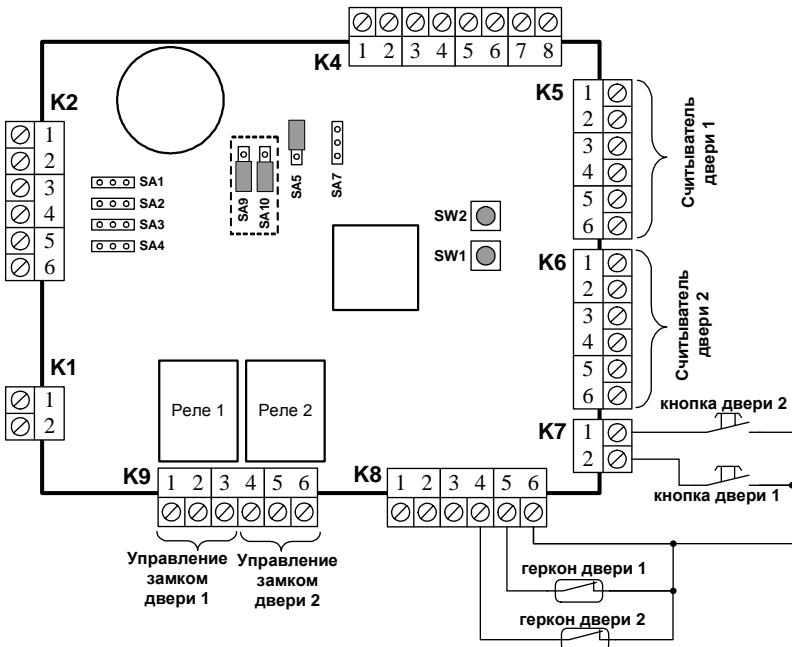 K4
1 2 3 4 5 6 7 8
K2
1
2
3
4
5
6
SA1
SA2
SA3
SA4
SA9
SA10
SA5
SA7
SW2
SW1
K5
1
2
3
4
5
6
Считыватель
двери 1
K6
1
2
3
4
5
6
Считыватель
двери 2
K1
1
2
Реле 1
Реле 2
K7
1
2
кнопка двери 2
кнопка двери 1
K9
1 2 3 4 5 6
K8
1 2 3 4 5 6
Управление
замком
двери 1
Управление
замком
двери 2
геркон двери 1
геркон двери 2